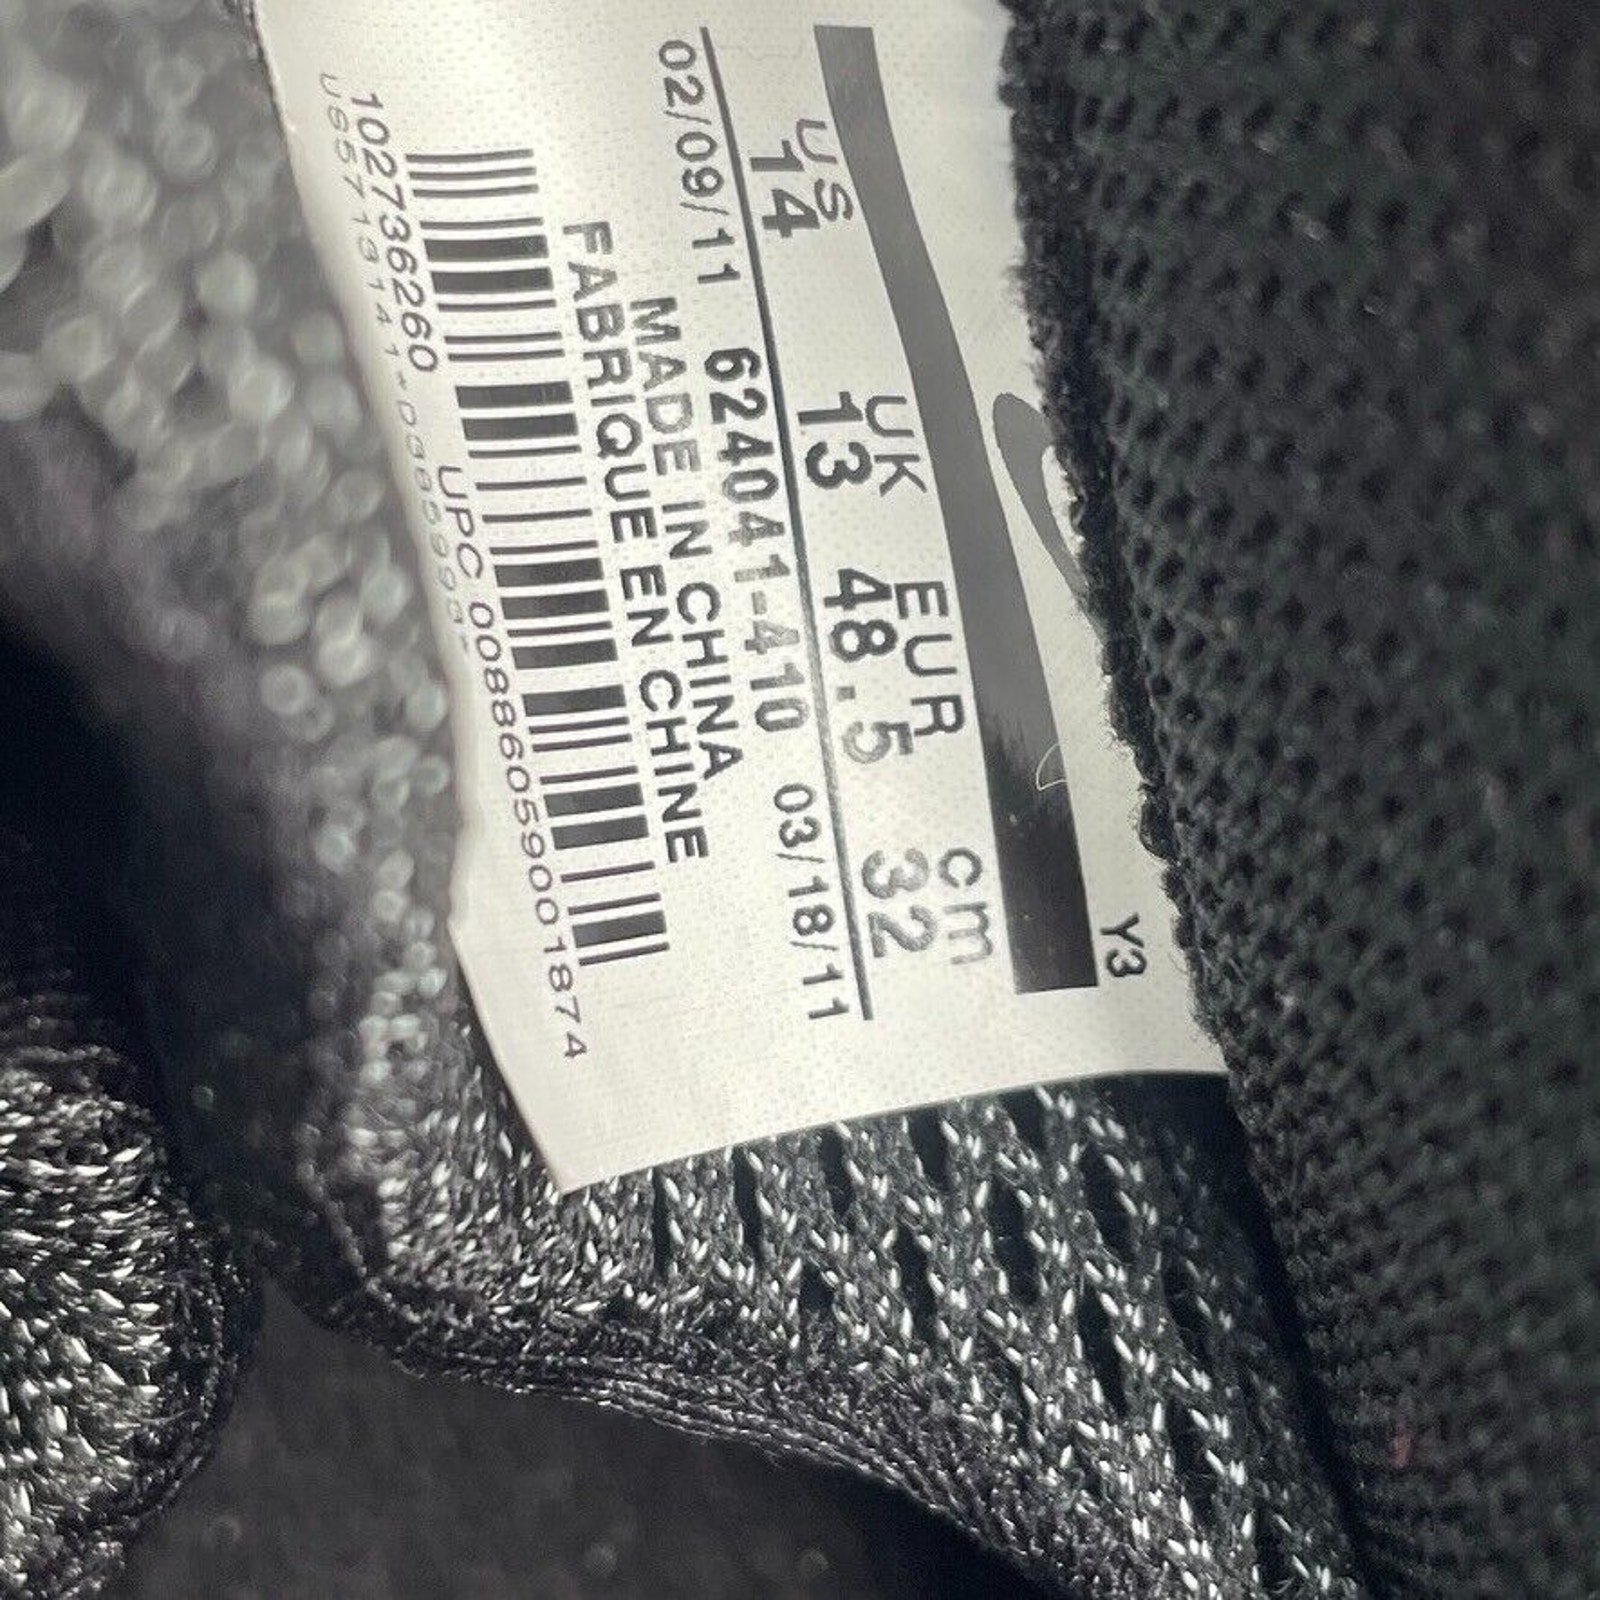 Y3
US UK EUR cm
14 13 48.5 32
02/09/11 624041-410 03/18/11
MADE IN CHINA
FABRIQUE EN CHINE
1027736260 UPC 00886059001874